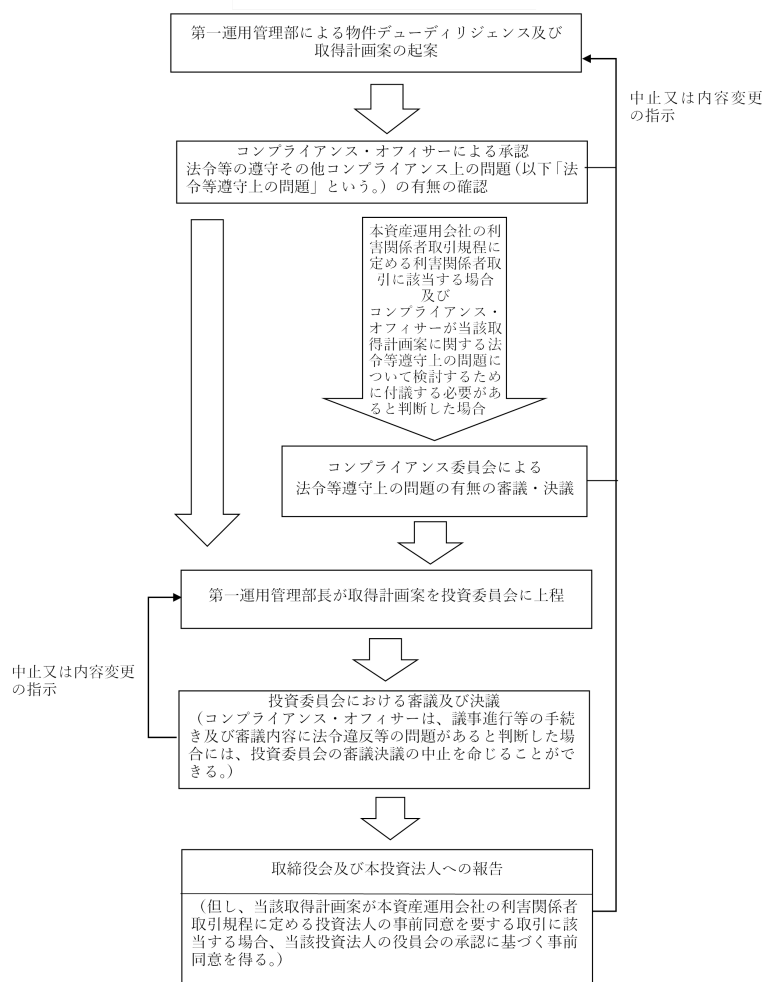 第一運用管理部による物件デューディリジェンス及び
取得計画案の起案
中止又は内容変更
の指示
コンプライアンス・オフィサーによる承認
法令等の遵守その他コンプライアンス上の問題（以下「法
令等遵守上の問題」という。）の有無の確認
本資産運用会社の利
害関係者取引規程に
定める利害関係者取
引に該当する場合
及び
コンプライアンス・
オフィサーが当該取
得計画案に関する法
令等遵守上の問題に
ついて検討するため
に付議する必要があ
ると判断した場合
コンプライアンス委員会による
法令等遵守上の問題の有無の審議・決議
第一運用管理部長が取得計画案を投資委員会に上程
中止又は内容変更
の指示
投資委員会における審議及び決議
（コンプライアンス・オフィサーは、議事進行等の手続
き及び審議内容に法令違反等の問題があると判断した場
合には、投資委員会の審議決議の中止を命じることがで
きる。）
取締役会及び本投資法人への報告
（但し、当該取得計画案が本資産運用会社の利害関係者
取引規程に定める投資法人の事前同意を要する取引に該
当する場合、当該投資法人の役員会の承認に基づく事前
同意を得る。）